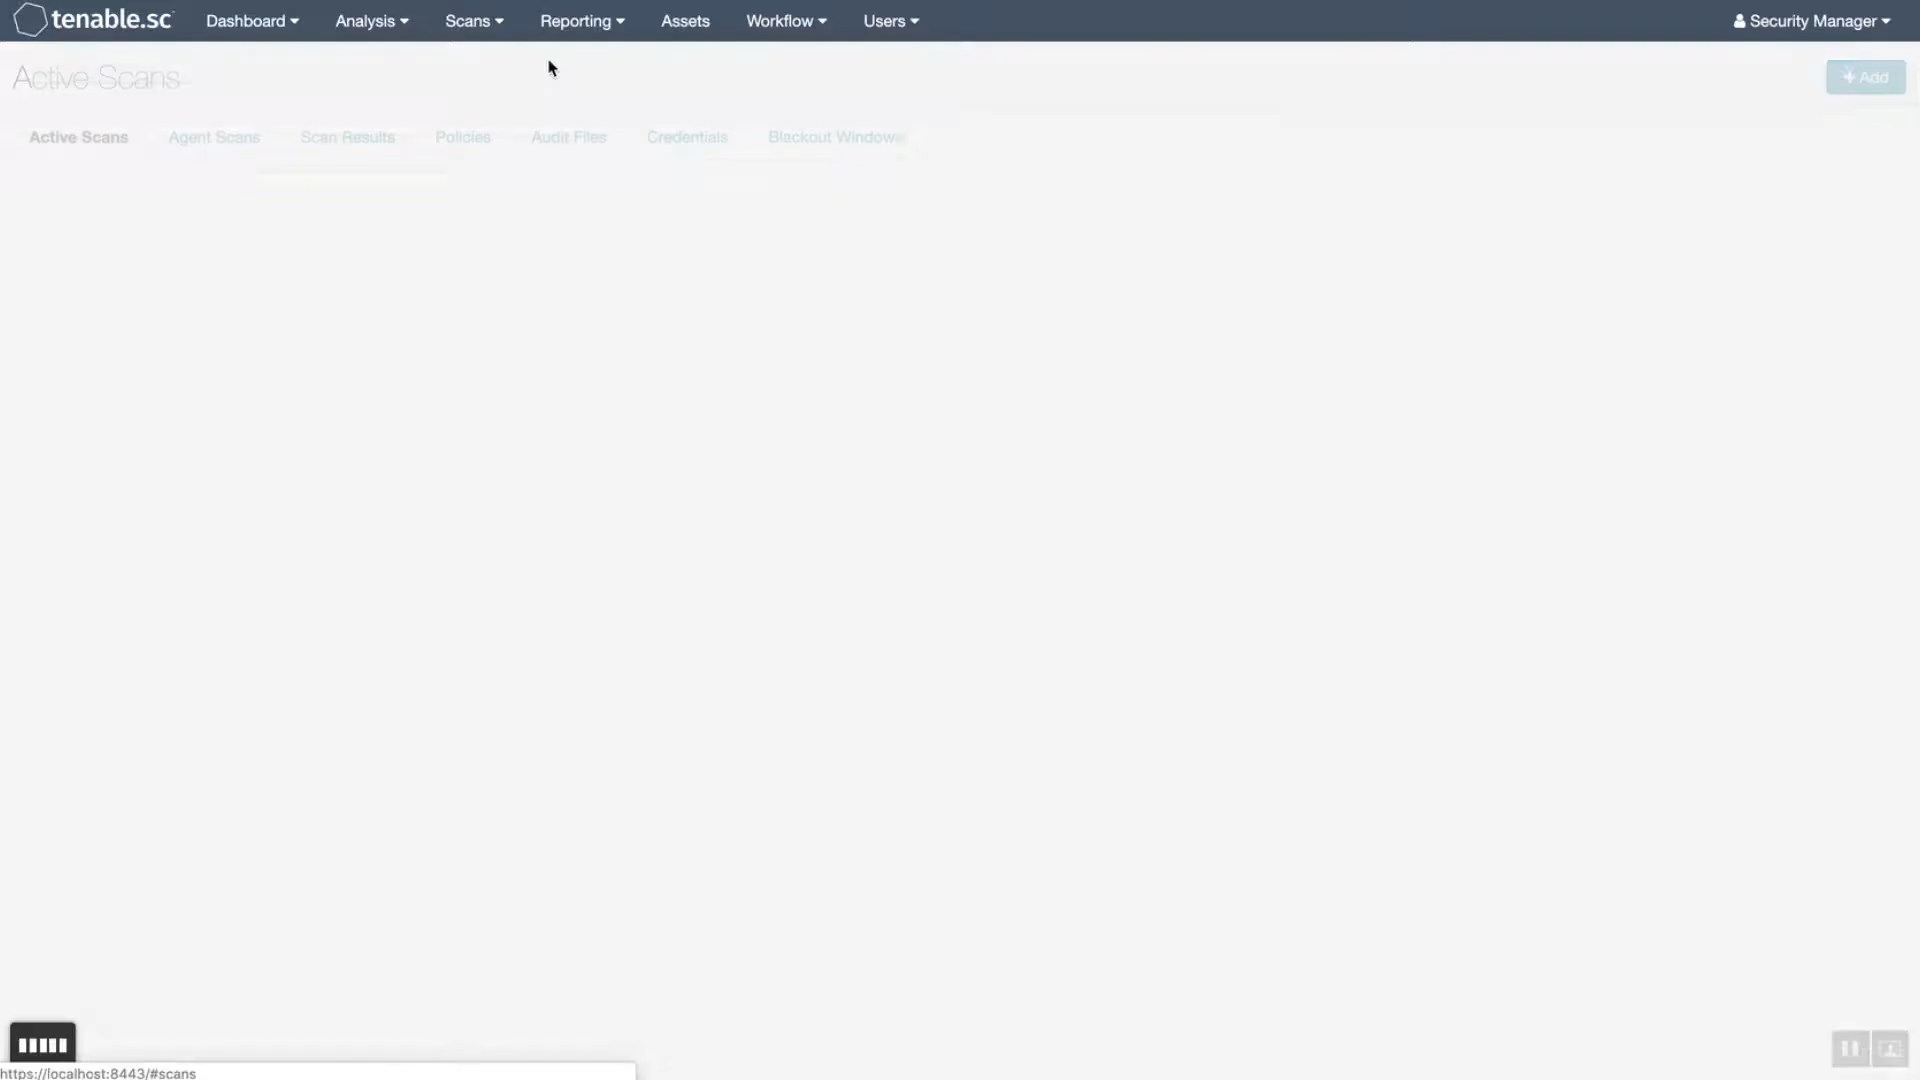 tenable.sc Dashboard Analysis Scans Reporting Assets Workflow Users Security Manager
Active Scans
Add
Active Scans Agent Scans Scan Results Policies Audit Files Credentials Blackout Windows
https://localhost:8443/#scans